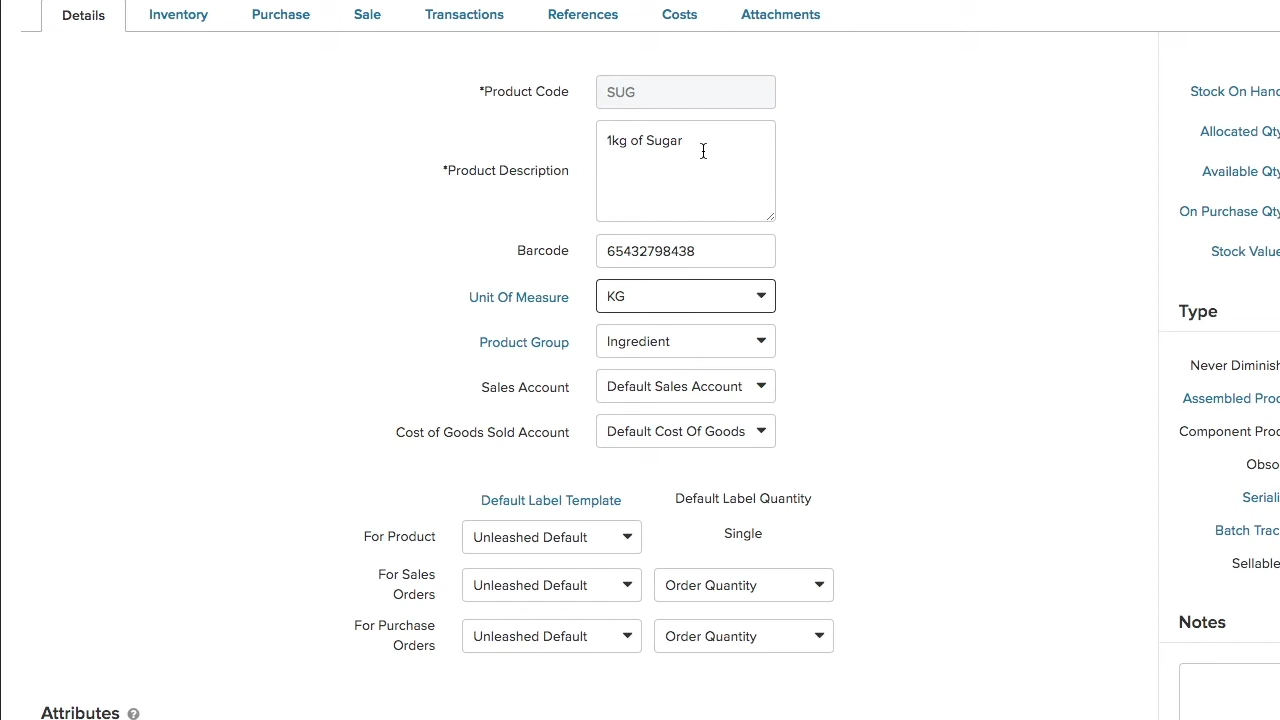 Details Inventory Purchase Sale Transactions References Costs Attachments
*Product Code SUG
*Product Description 1kg of Sugar
Barcode 65432798438
Unit Of Measure KG
Product Group Ingredient
Sales Account Default Sales Account
Cost of Goods Sold Account Default Cost Of Goods
Default Label Template Default Label Quantity
For Product Unleashed Default Single
For Sales
Orders
Unleashed Default Order Quantity
For Purchase
Orders
Unleashed Default Order Quantity
Attributes ?
Stock On Hand
Allocated Qty
Available Qty
On Purchase Qty
Stock Value
Type
Never Diminish
Assembled Prod
Component Prod
Obso
Seriali
Batch Trac
Sellable
Notes